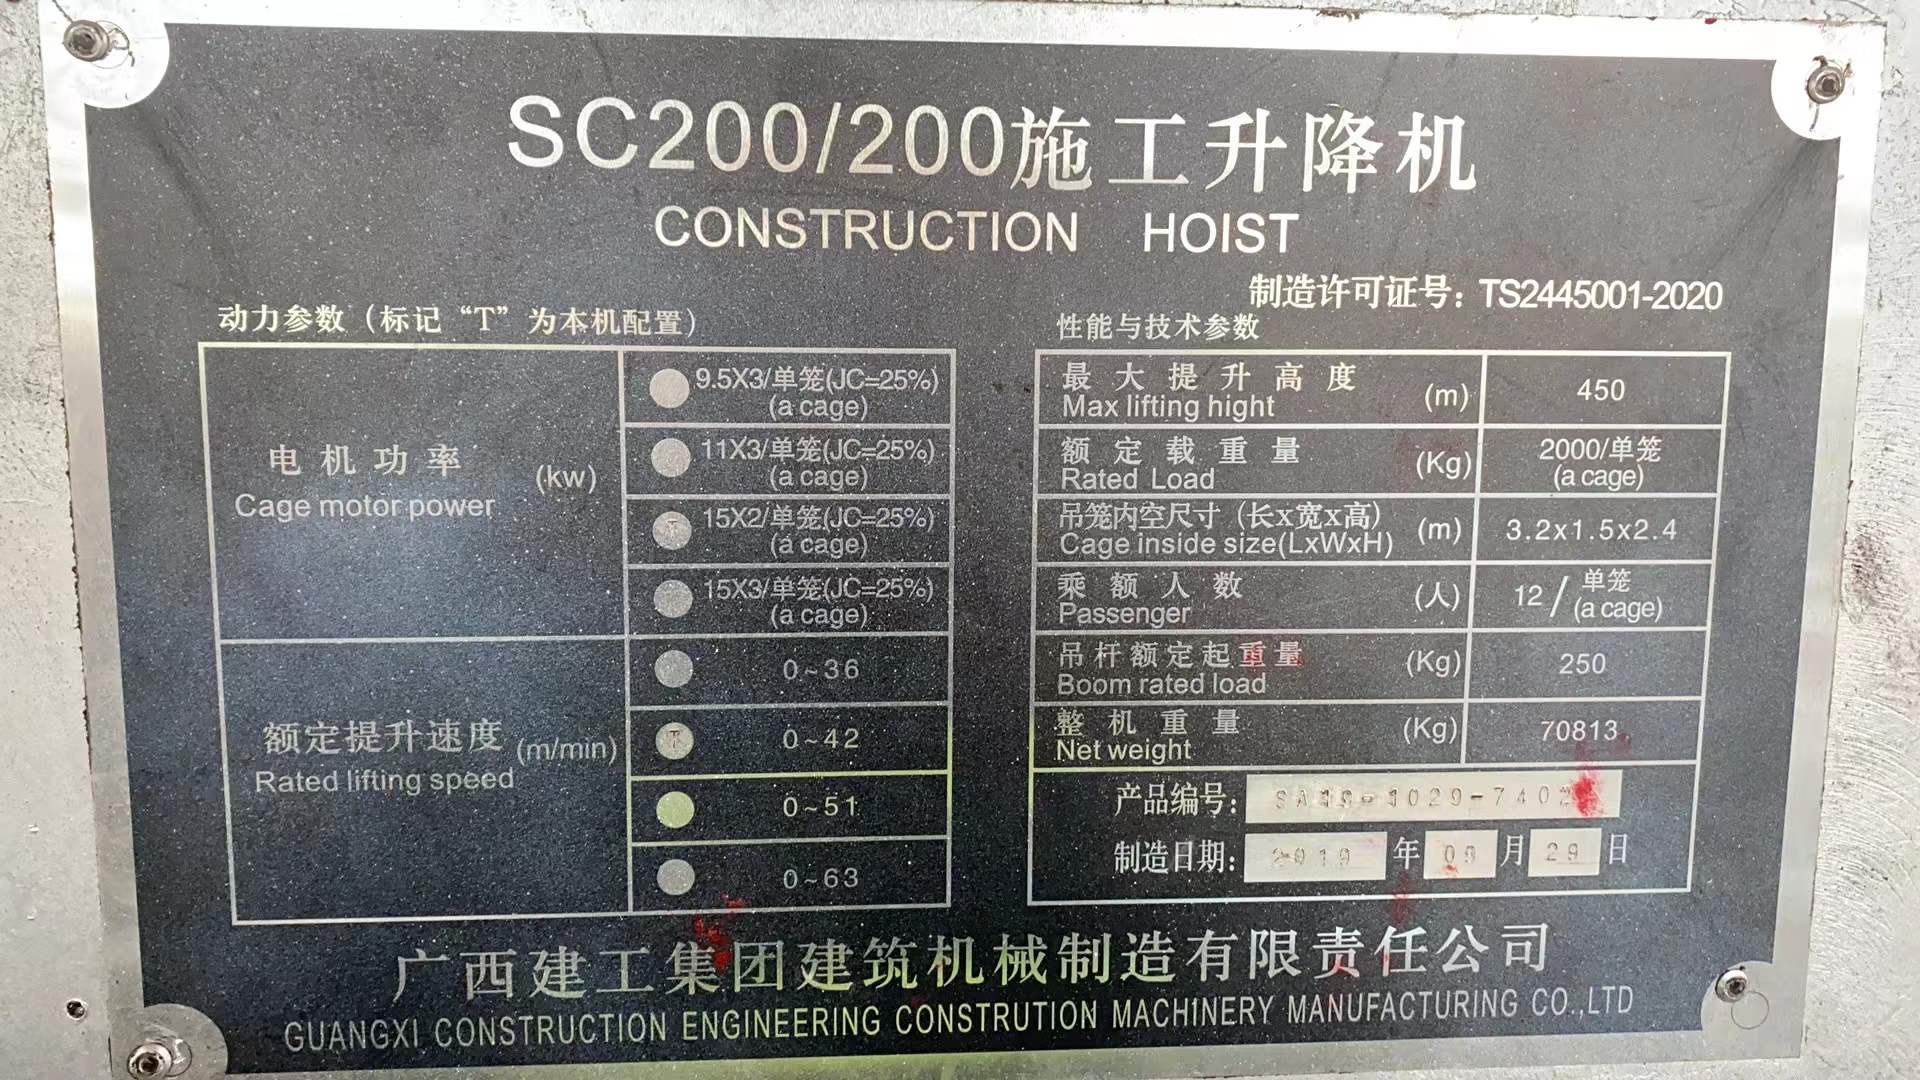 SC200/200施工升降机
CONSTRUCTION HOIST
制造许可证号：TS2445001-2020
动力参数（标记“T”为本机配置）
电机功率 (kw)
Cage motor power
9.5X3/单笼(JC=25%)
(a cage)
11X3/单笼(JC=25%)
(a cage)
T 15X2/单笼(JC=25%)
(a cage)
15X3/单笼(JC=25%)
(a cage)
额定提升速度 (m/min)
Rated lifting speed
0~36
T 0~42
0~51
0~63
性能与技术参数
最大提升高度 (m) 450
Max lifting hight
额定载重量 (Kg) 2000/单笼
Rated Load (a cage)
吊笼内空尺寸（长x宽x高） (m) 3.2x1.5x2.4
Cage inside size(LxWxH)
乘额人数 (人) 12/单笼
Passenger (a cage)
吊杆额定起重量 (Kg) 250
Boom rated load
整机重量 (Kg) 70813
Net weight
产品编号：
制造日期：2019年09月29日
广西建工集团建筑机械制造有限责任公司
GUANGXI CONSTRUCTION ENGINEERING CONSTRUTION MACHINERY MANUFACTURING CO.,LTD